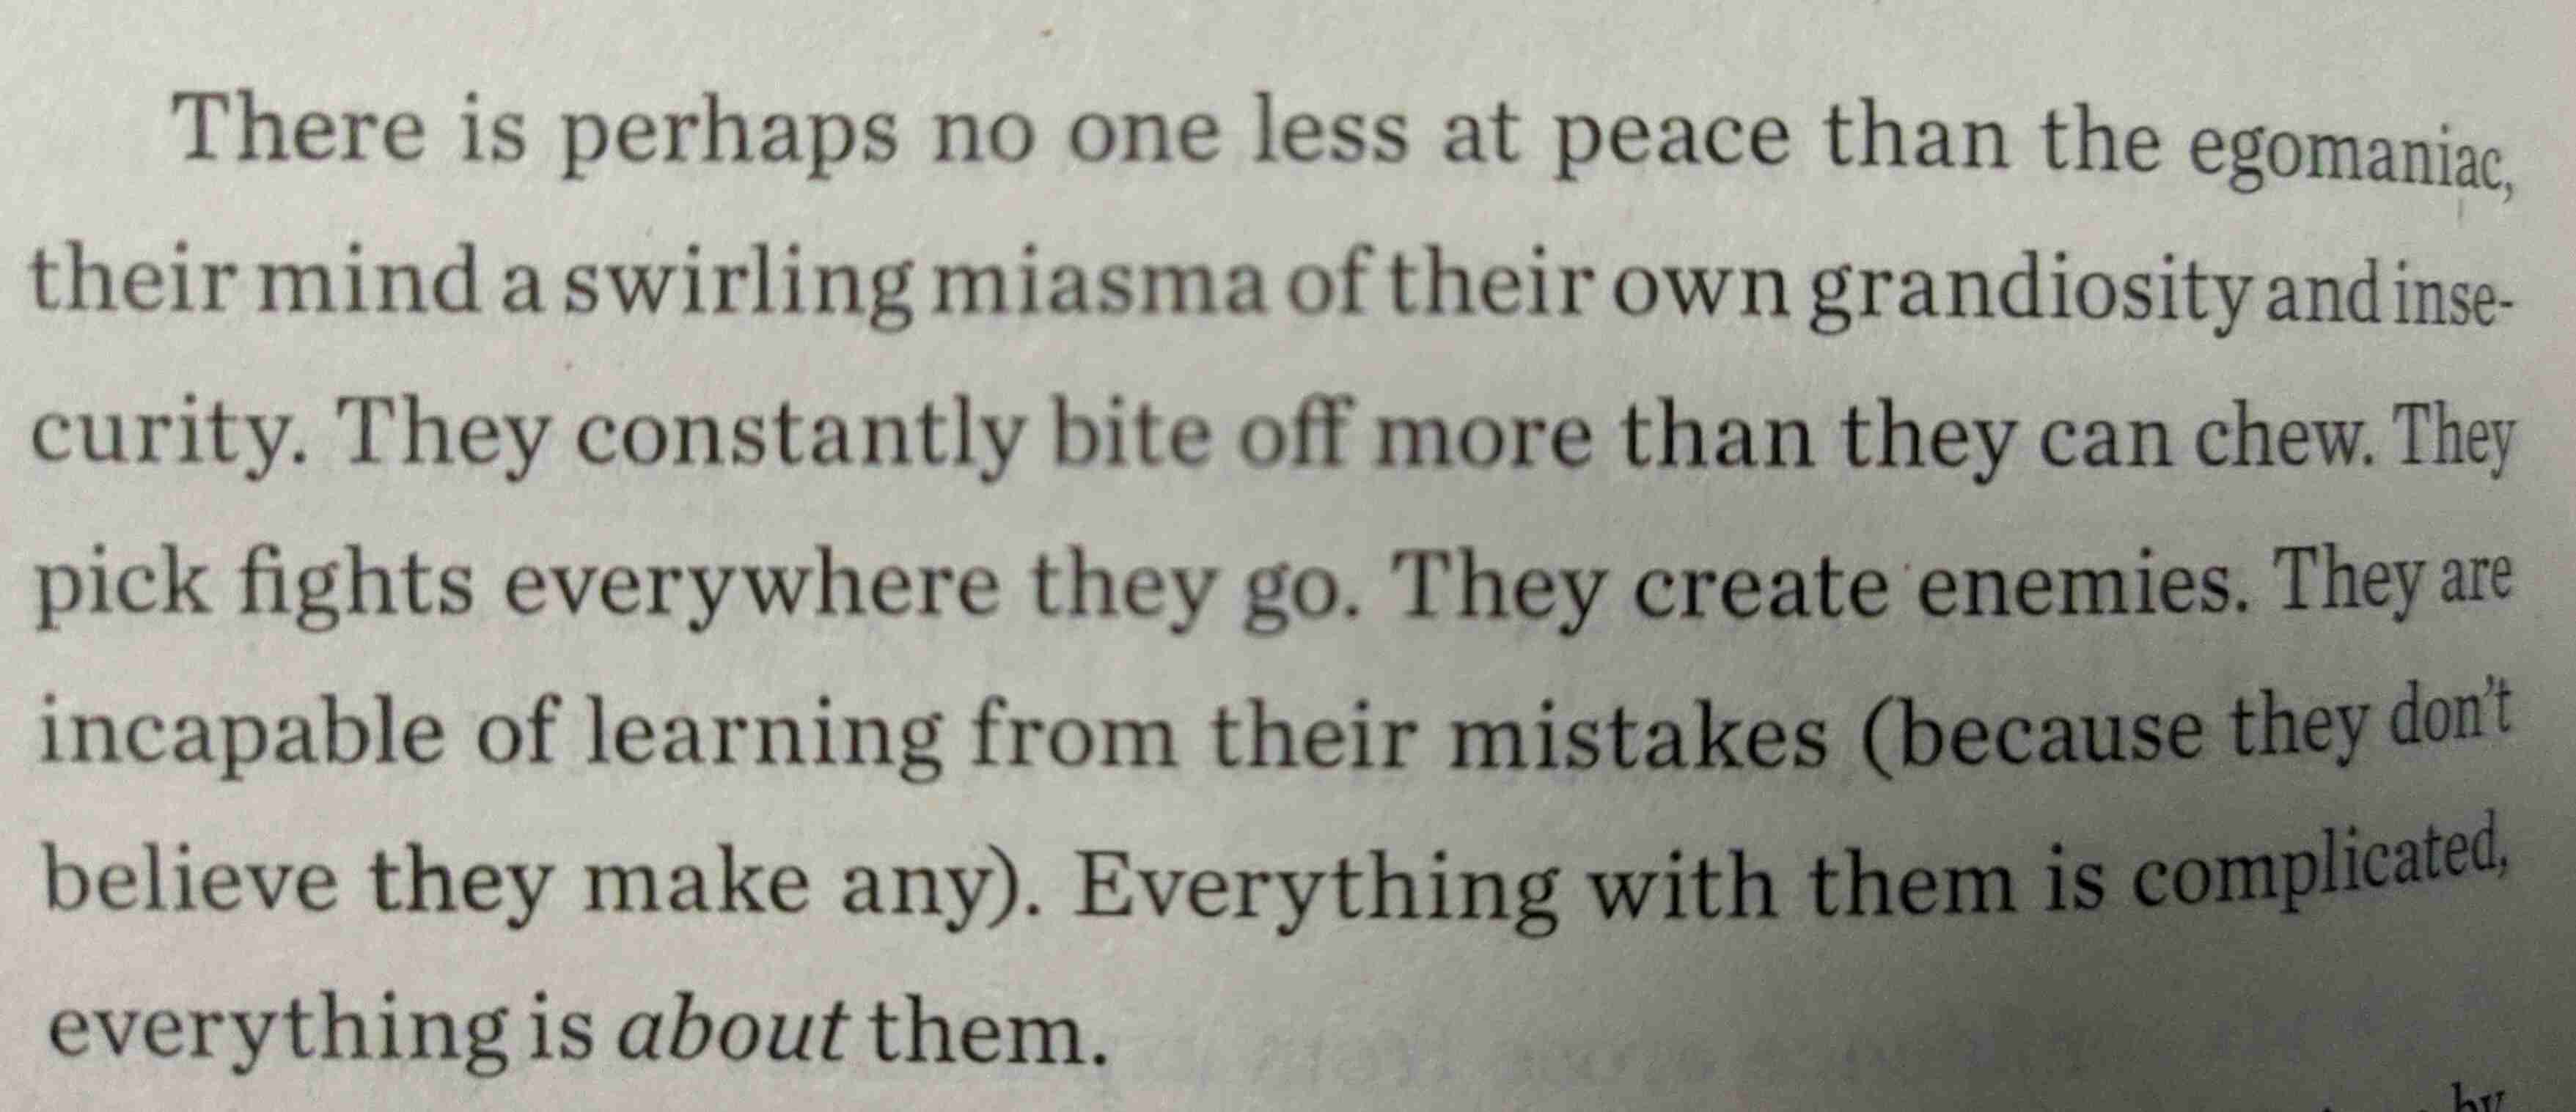 There is perhaps no one less at peace than the egomaniac,
their mind a swirling miasma of their own grandiosity and inse-
curity. They constantly bite off more than they can chew. They
pick fights everywhere they go. They create enemies. They are
incapable of learning from their mistakes (because they don't
believe they make any). Everything with them is complicated,
everything is about them.
by